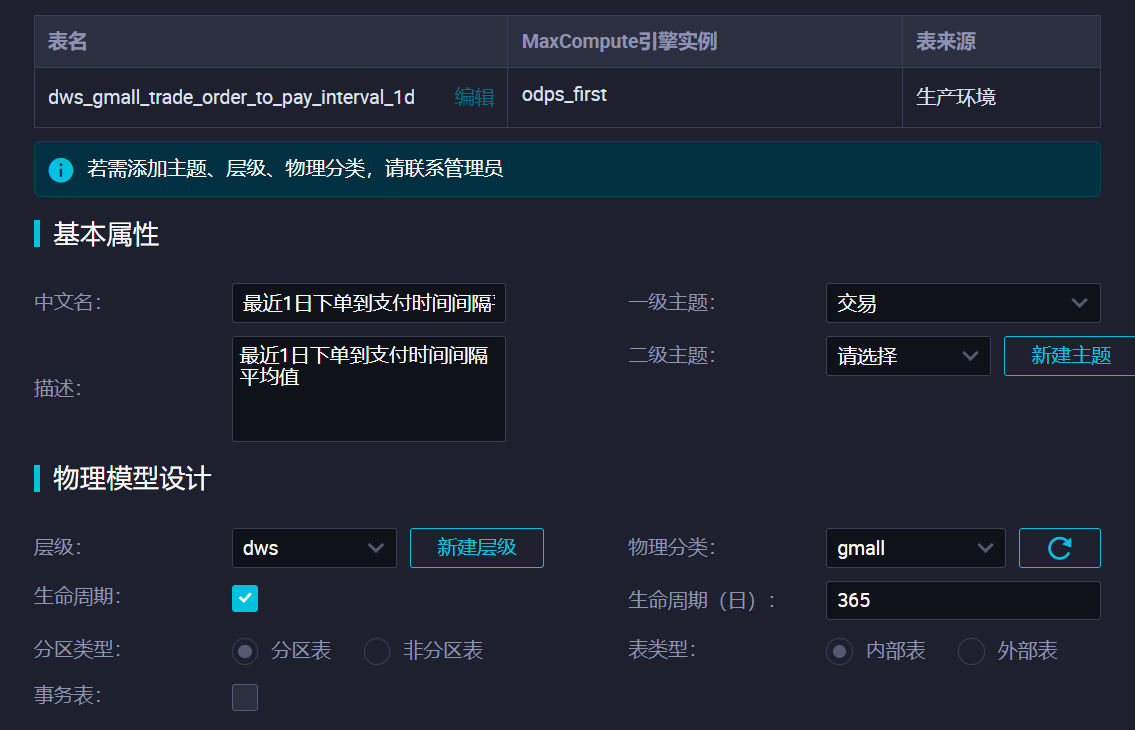 表名 MaxCompute引擎实例 表来源
dws_gmall_trade_order_to_pay_interval_1d 编辑 odps_first 生产环境
若需添加主题、层级、物理分类，请联系管理员
基本属性
中文名： 最近1日下单到支付时间间隔 一级主题： 交易
描述： 最近1日下单到支付时间间隔 二级主题： 请选择 新建主题
平均值
物理模型设计
层级： dws 新建层级 物理分类： gmall
生命周期： 生命周期（日）： 365
分区类型： 分区表 非分区表 表类型： 内部表 外部表
事务表：